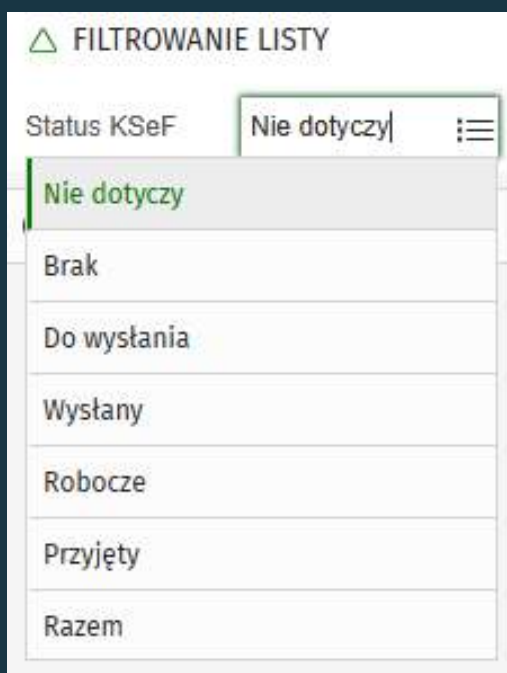 FILTROWANIE LISTY
Status KSeF Nie dotyczy
Nie dotyczy
Brak
Do wysłania
Wysłany
Robocze
Przyjęty
Razem